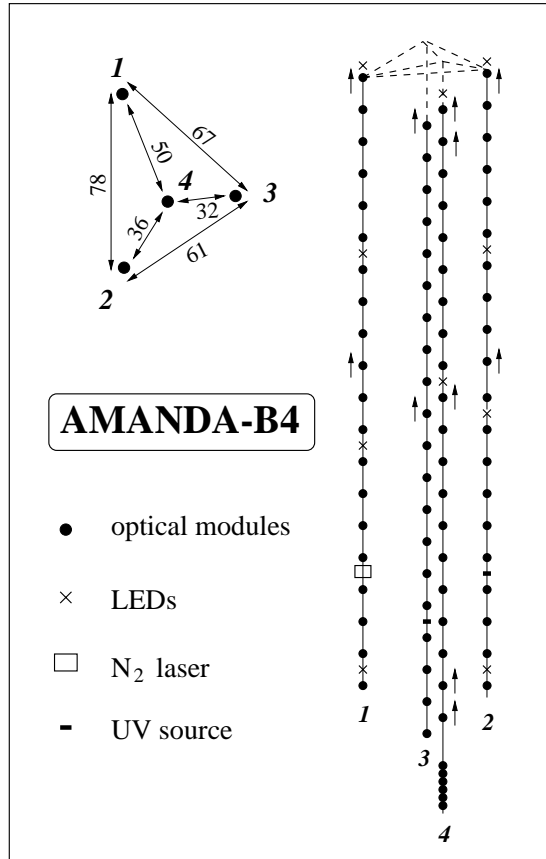 1
67
50
78
4
3
32
36
61
2
AMANDA-B4
optical modules
LEDs
N2 laser
UV source
1
2
3
4